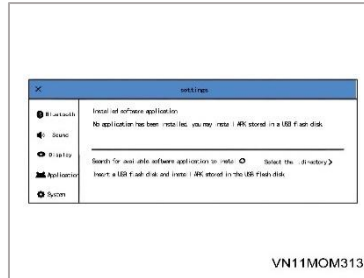 settings
Bluetooth
Sound
Display
Application
System
Installed software application
No application has been installed, you may install APK stored in a USB flash disk
Search for available software application to install
Select the directory >
Insert a USB flash disk and install APK stored in the USB flash disk
VN11MOM313